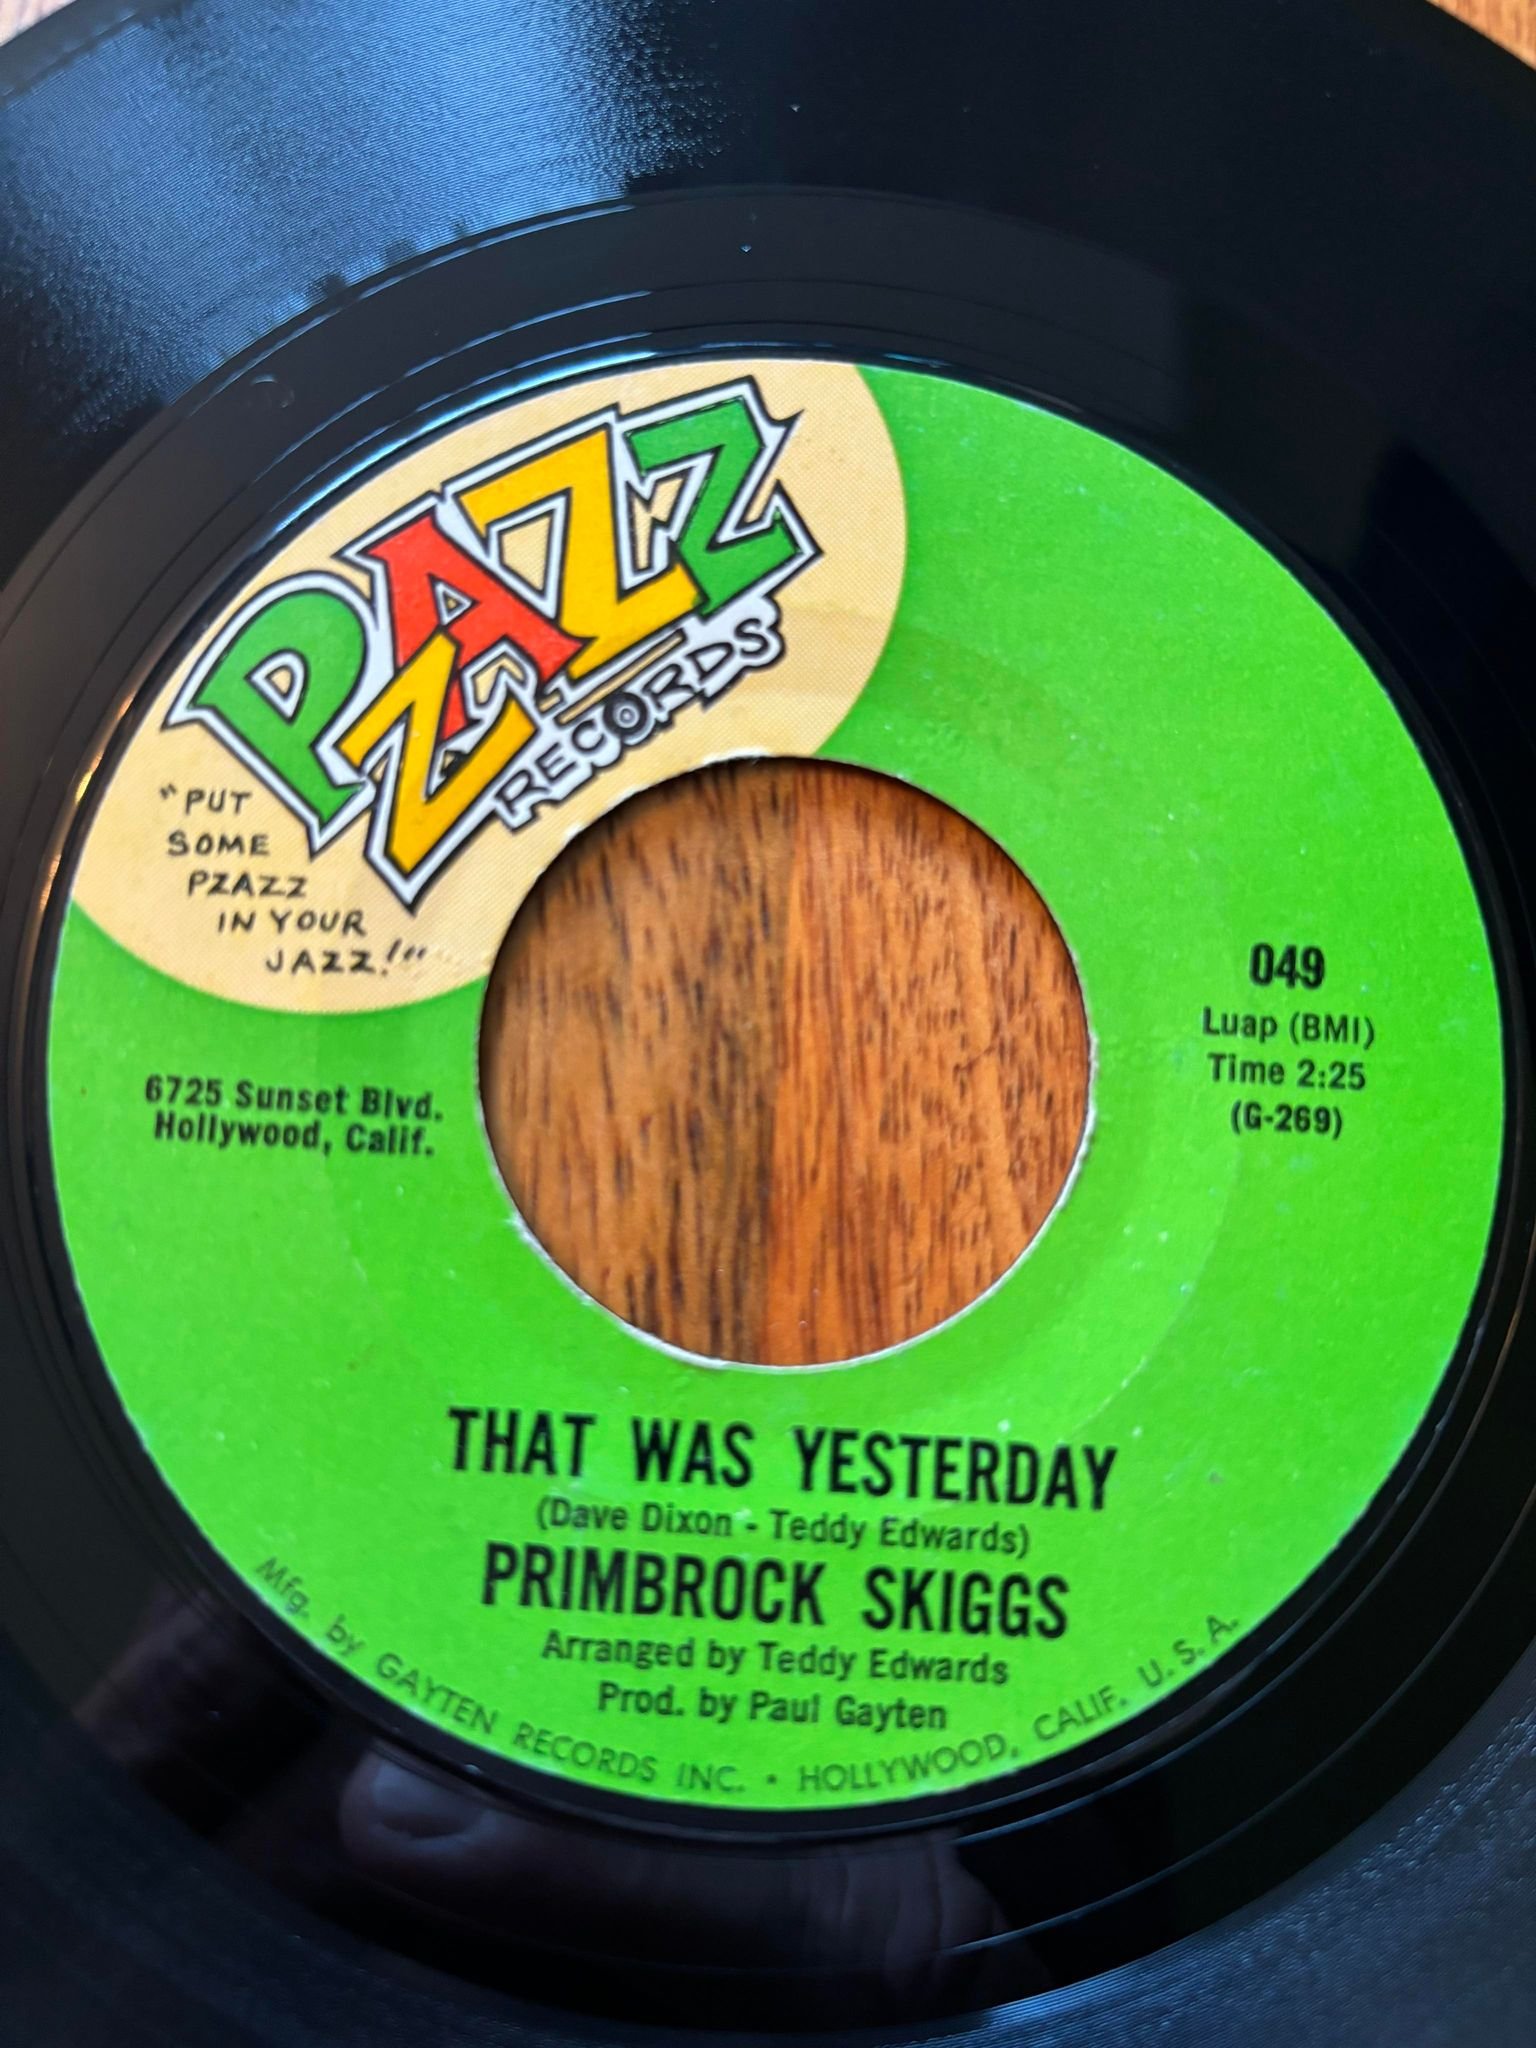 PZAZZ
RECORDS
"PUT
SOME
PZAZZ
IN YOUR
JAZZ!"
6725 Sunset Blvd.
Hollywood, Calif.
049
Luap (BMI)
Time 2:25
(G-269)
THAT WAS YESTERDAY
(Dave Dixon - Teddy Edwards)
PRIMBROCK SKIGGS
Arranged by Teddy Edwards
Prod. by Paul Gayten
Mfg. by GAYTEN RECORDS INC. • HOLLYWOOD, CALIF. U. S. A.